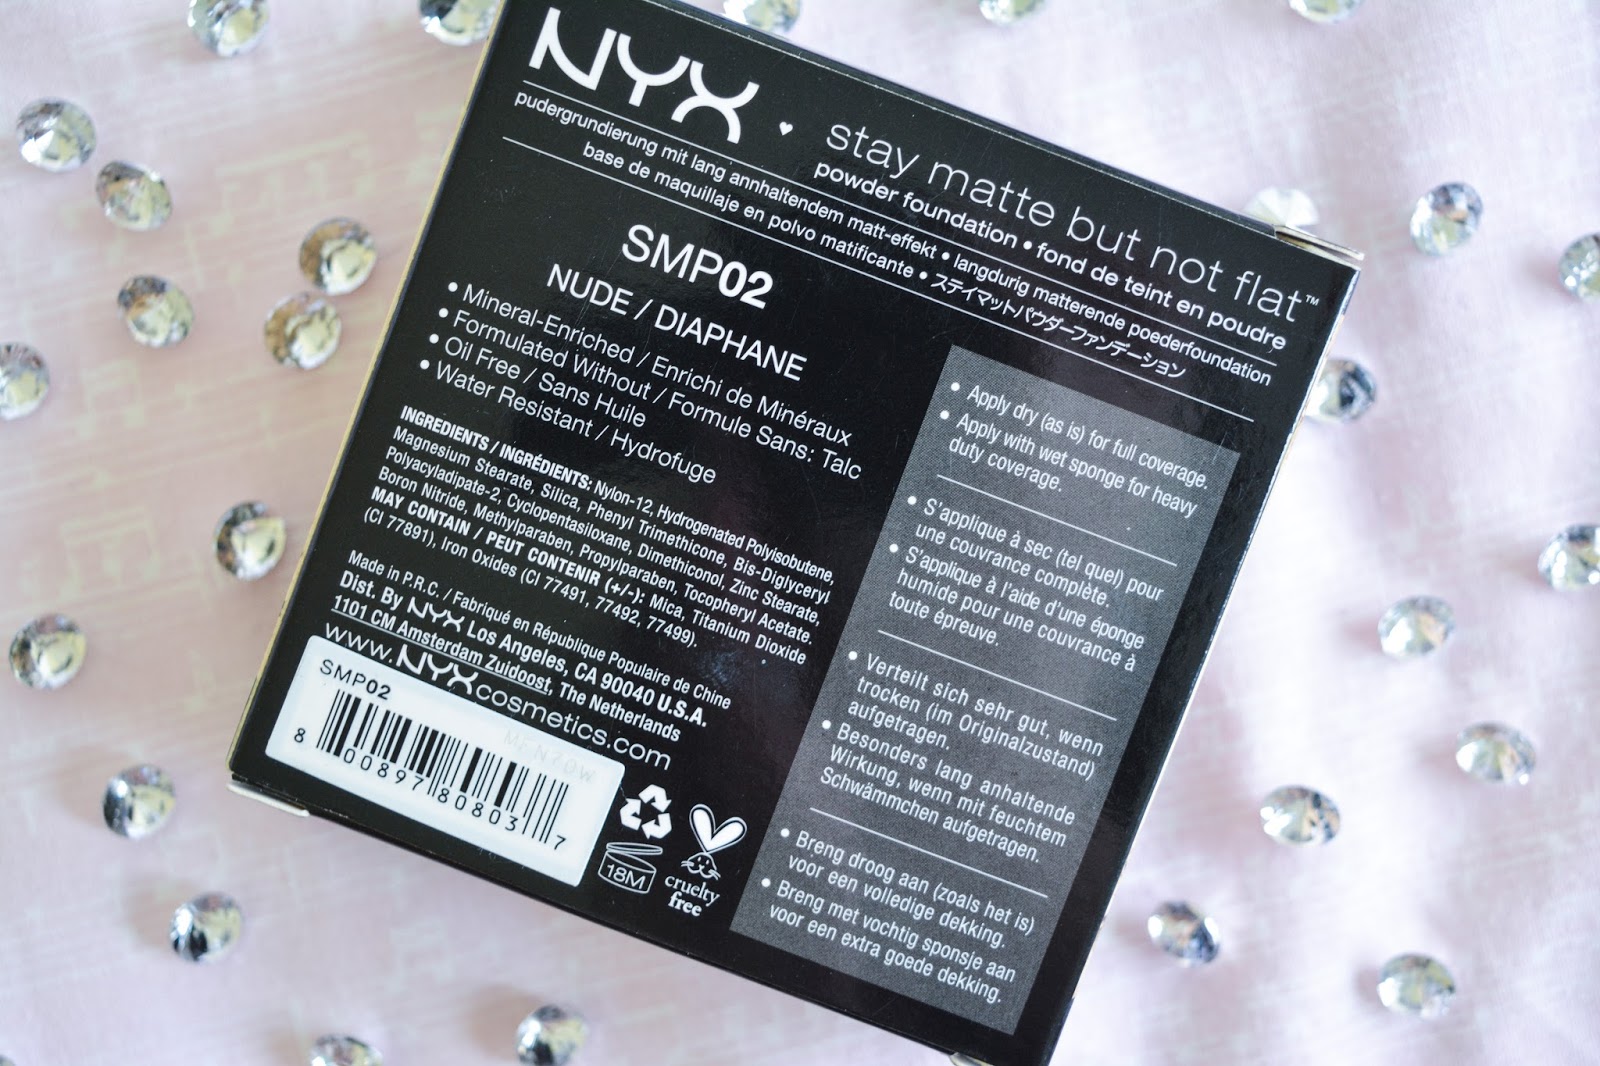 NYX ♥ stay matte but not flat™
powder foundation • fond de teint en poudre
pudergrundierung mit lang annhaltendem matt-effekt • langdurig matterende poederfoundation
base de maquillaje en polvo matificante • ステイマットパウダーファンデーション
SMP02
NUDE / DIAPHANE
• Mineral-Enriched / Enrichi de Minéraux
• Formulated Without / Formule Sans: Talc
• Oil Free / Sans Huile
• Water Resistant / Hydrofuge
INGREDIENTS / INGRÉDIENTS: Nylon-12, Hydrogenated Polyisobutene,
Magnesium Stearate, Silica, Phenyl Trimethicone, Bis-Diglyceryl
Polyacyladipate-2, Cyclopentasiloxane, Dimethiconol, Zinc Stearate,
Boron Nitride, Methylparaben, Propylparaben, Tocopheryl Acetate.
MAY CONTAIN / PEUT CONTENIR (+/-): Mica, Titanium Dioxide
(CI 77891), Iron Oxides (CI 77491, 77492, 77499).
Made in P.R.C. / Fabriqué en République Populaire de Chine
Dist. By NYX Los Angeles, CA 90040 U.S.A.
1101 CM Amsterdam Zuidoost, The Netherlands
www.NYXcosmetics.com
SMP02
MFN70W
8 00897 80803 7
18M
cruelty
free
• Apply dry (as is) for full coverage.
• Apply with wet sponge for heavy
duty coverage.
• S'applique à sec (tel quel) pour
une couvrance complète.
• S'applique à l'aide d'une éponge
humide pour une couvrance à
toute épreuve.
• Verteilt sich sehr gut, wenn
trocken (im Originalzustand)
aufgetragen.
• Besonders lang anhaltende
Wirkung, wenn mit feuchtem
Schwämmchen aufgetragen.
• Breng droog aan (zoals het is)
voor een volledige dekking.
• Breng met vochtig sponsje aan
voor een extra goede dekking.